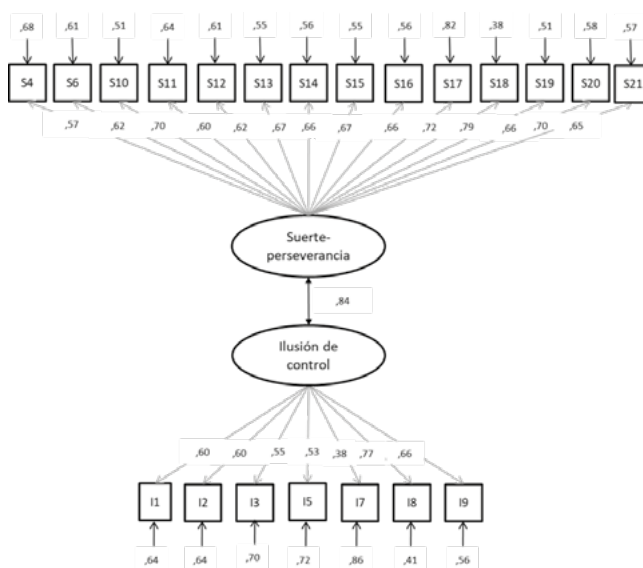 ,68 ,61 ,51 ,64 ,61 ,55 ,56 ,55 ,56 ,82 ,38 ,51 ,58 ,57
S4 S6 S10 S11 S12 S13 S14 S15 S16 S17 S18 S19 S20 S21
,57 ,62 ,70 ,60 ,62 ,67 ,66 ,67 ,66 ,72 ,79 ,66 ,70 ,65
Suerte-
perseverancia
,84
Ilusión de
control
,60 ,60 ,55 ,53 ,38 ,77 ,66
I1 I2 I3 I5 I7 I8 I9
,64 ,64 ,70 ,72 ,86 ,41 ,56